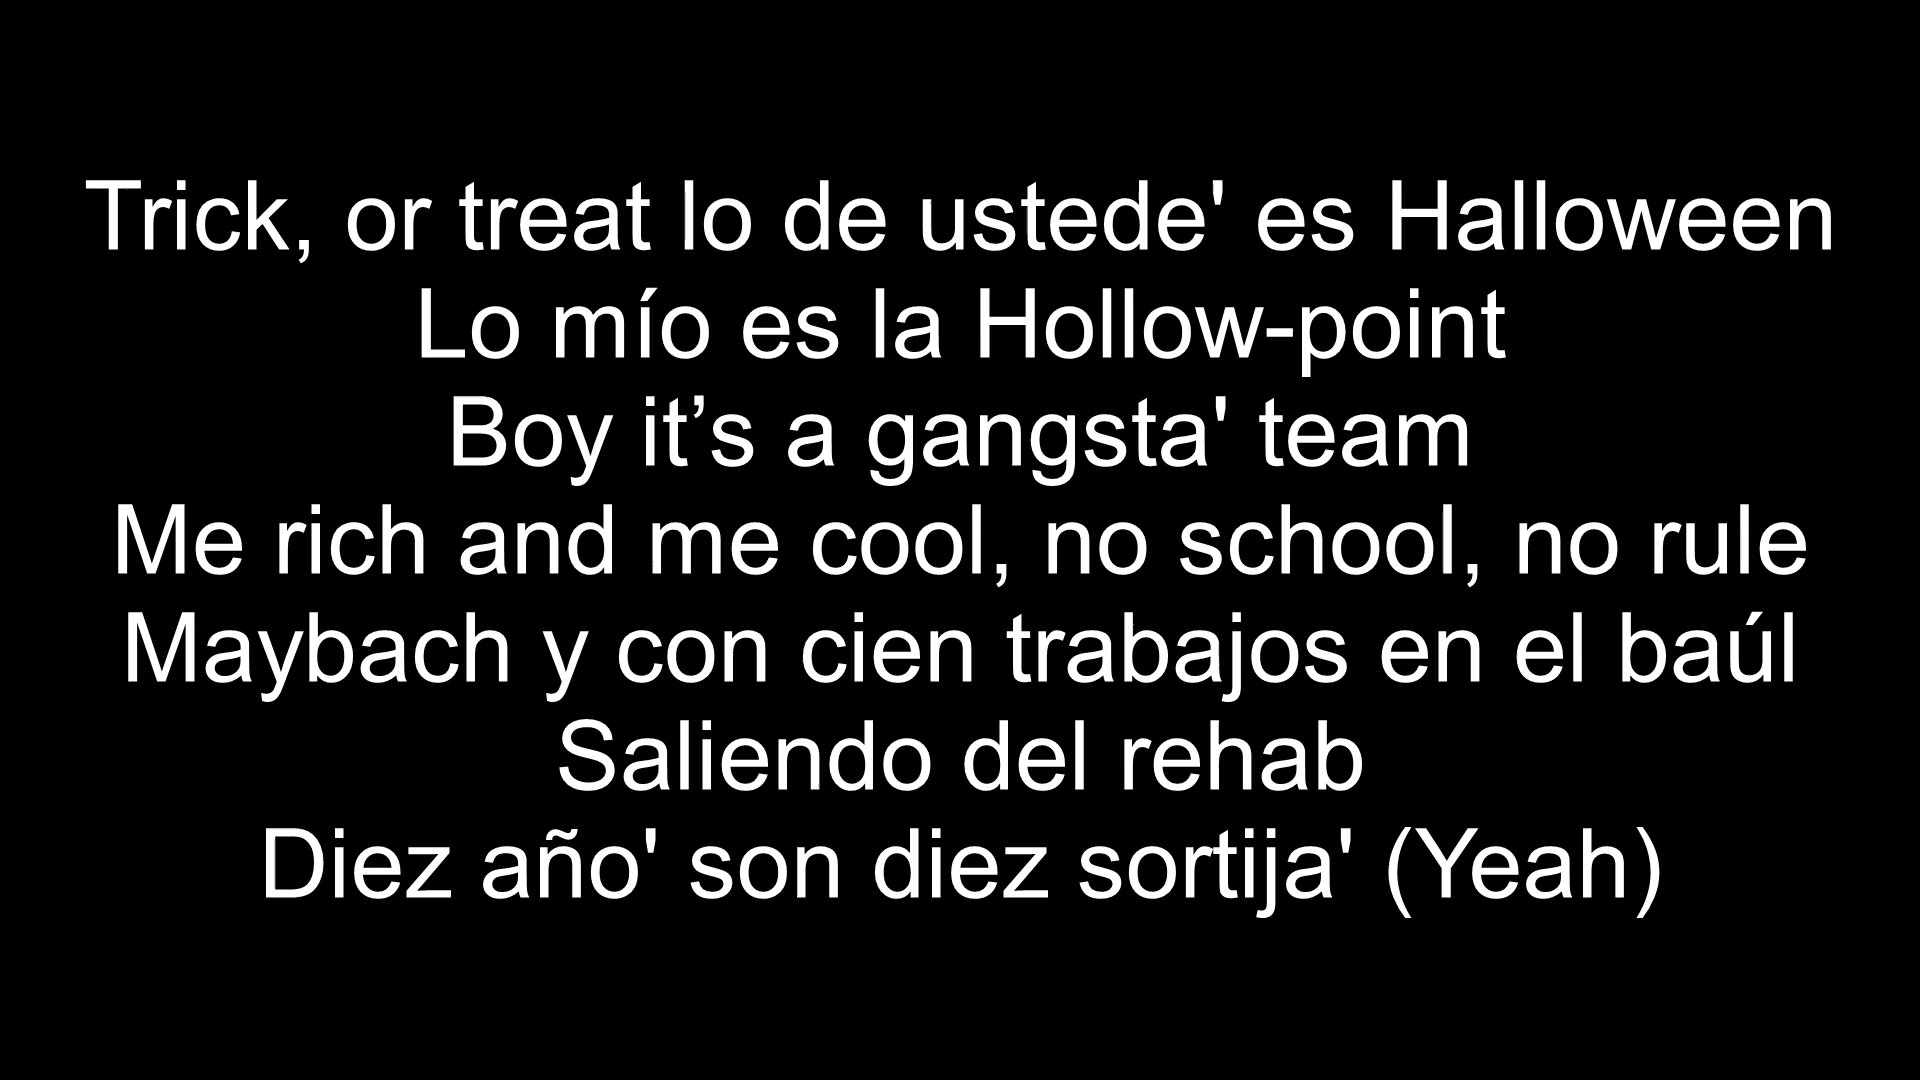 Trick, or treat lo de ustede' es Halloween
Lo mío es la Hollow-point
Boy it’s a gangsta' team
Me rich and me cool, no school, no rule
Maybach y con cien trabajos en el baúl
Saliendo del rehab
Diez año' son diez sortija' (Yeah)